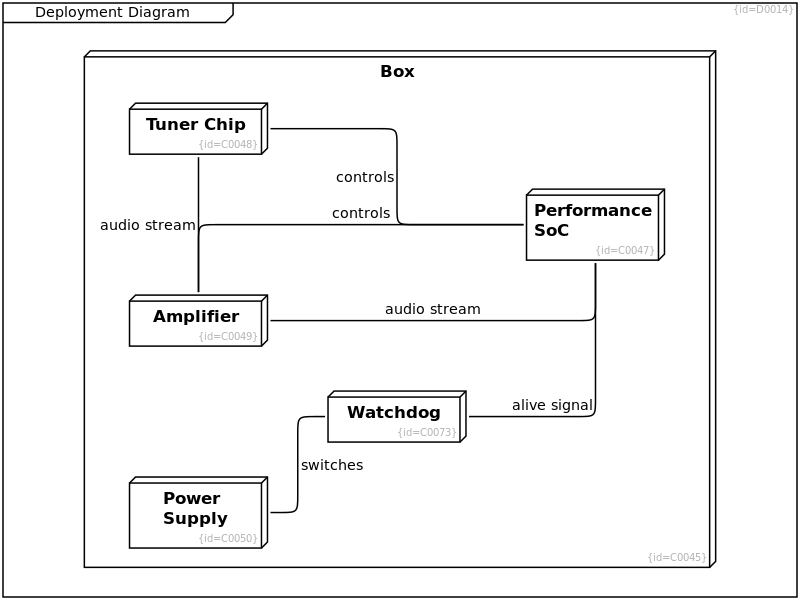 Deployment Diagram
{id=D0014}
Box
Tuner Chip
{id=C0048}
controls
Performance
SoC
{id=C0047}
controls
audio stream
Amplifier
{id=C0049}
audio stream
Watchdog
{id=C0073}
alive signal
switches
Power
Supply
{id=C0050}
{id=C0045}